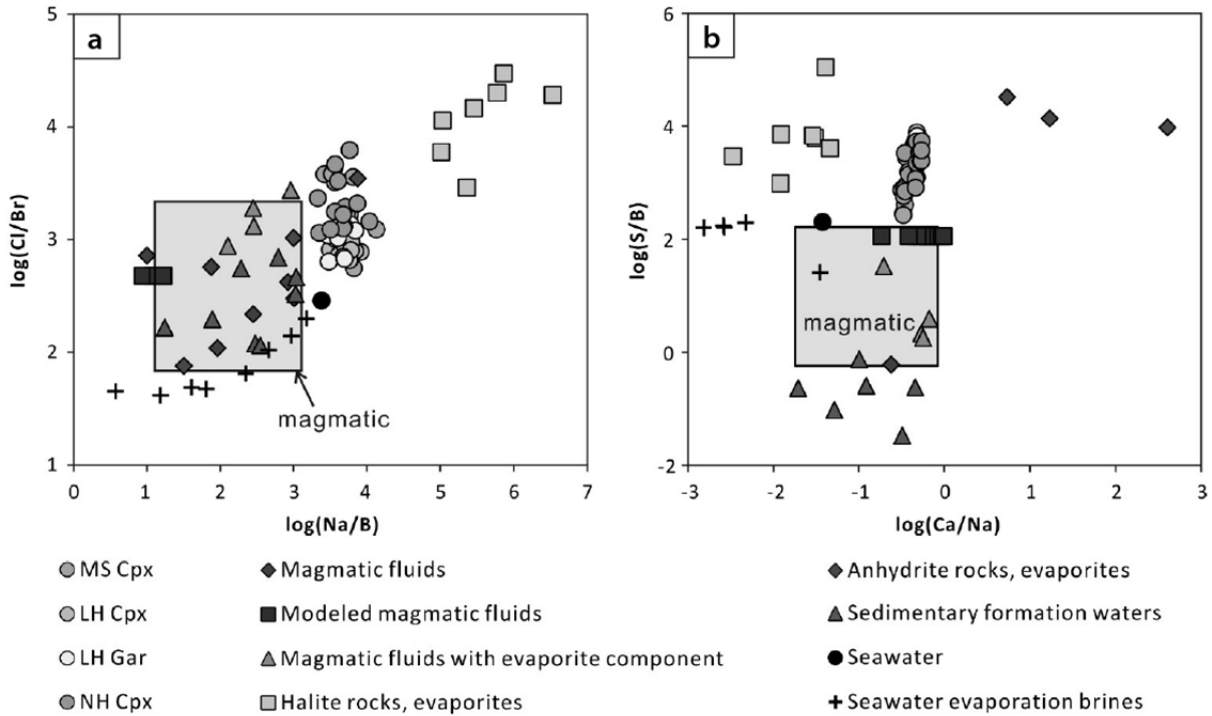 a
5
4
3
2
1
log(Cl/Br)
0
1
2
3
4
5
6
7
log(Na/B)
magmatic
b
6
4
2
0
-2
log(S/B)
-3
-2
-1
0
1
2
3
log(Ca/Na)
magmatic
MS Cpx
Magmatic fluids
Anhydrite rocks, evaporites
LH Cpx
Modeled magmatic fluids
Sedimentary formation waters
LH Gar
Magmatic fluids with evaporite component
Seawater
NH Cpx
Halite rocks, evaporites
Seawater evaporation brines